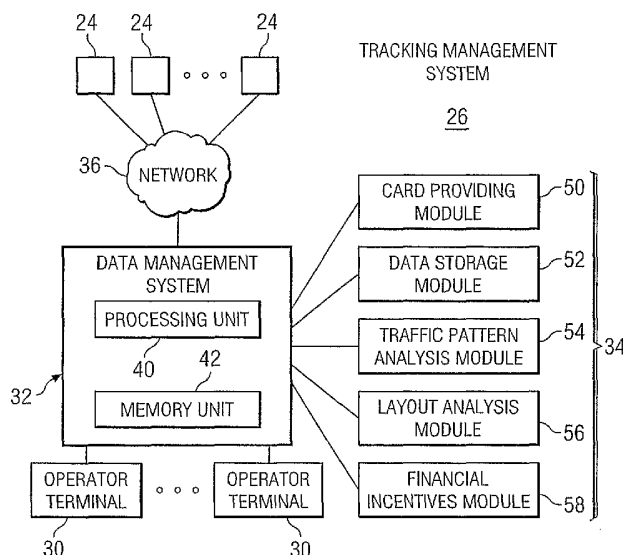 24
24
24
TRACKING MANAGEMENT
SYSTEM
26
36
NETWORK
DATA MANAGEMENT
SYSTEM
PROCESSING UNIT
40
42
MEMORY UNIT
32
OPERATOR
TERMINAL
OPERATOR
TERMINAL
30
30
CARD PROVIDING
MODULE
50
DATA STORAGE
MODULE
52
TRAFFIC PATTERN
ANALYSIS MODULE
54
LAYOUT ANALYSIS
MODULE
56
FINANCIAL
INCENTIVES MODULE
58
34